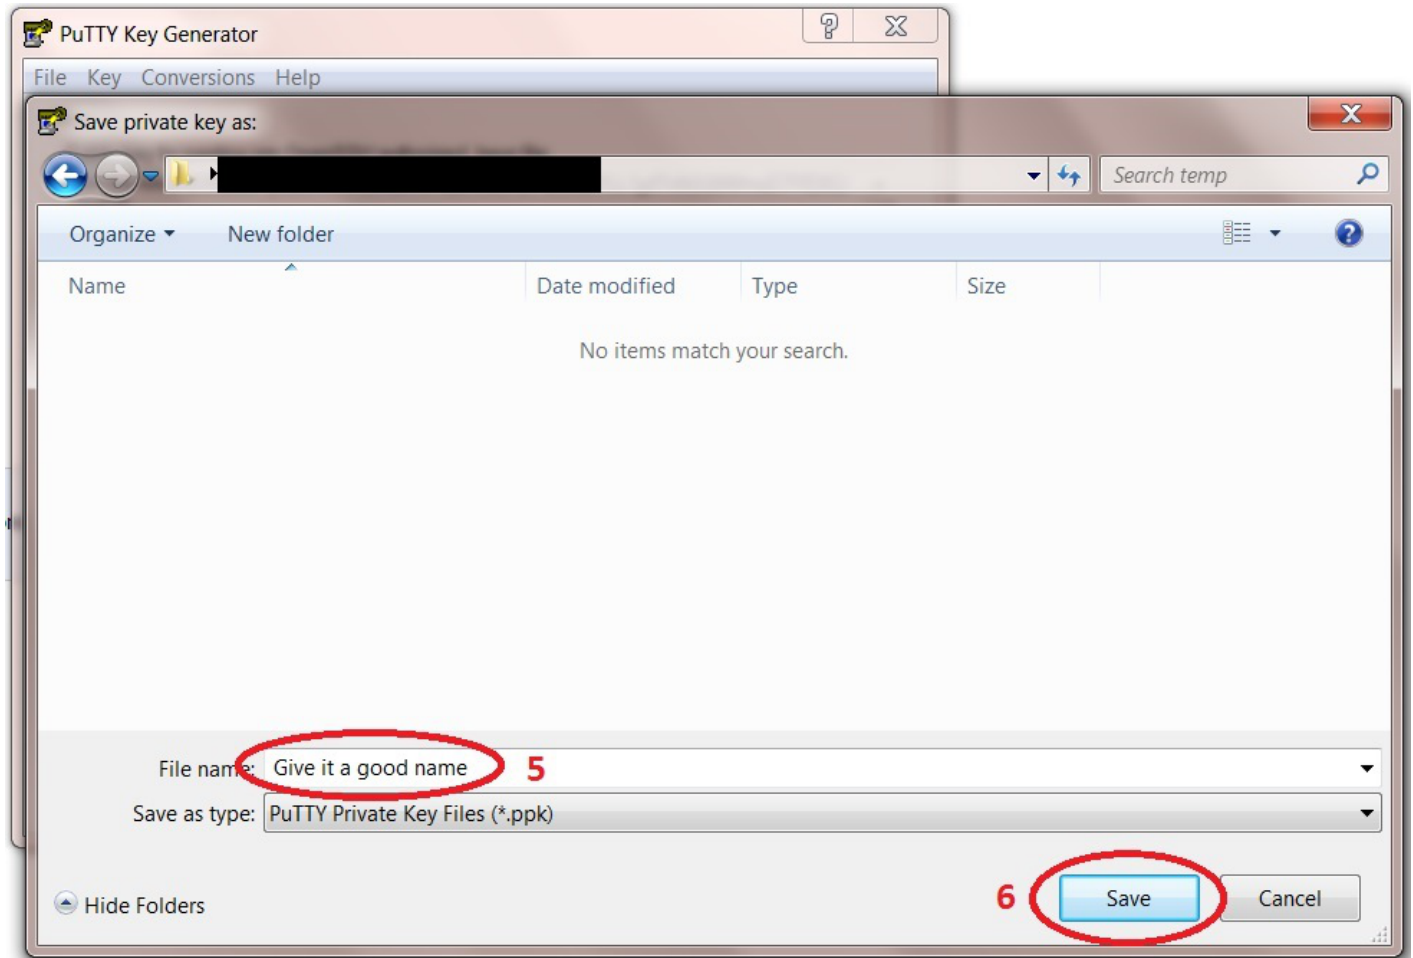 PuTTY Key Generator
File Key Conversions Help
Save private key as:
Search temp
Organize New folder
Name Date modified Type Size
No items match your search.
File name: Give it a good name 5
Save as type: PuTTY Private Key Files (*.ppk)
Hide Folders 6 Save Cancel